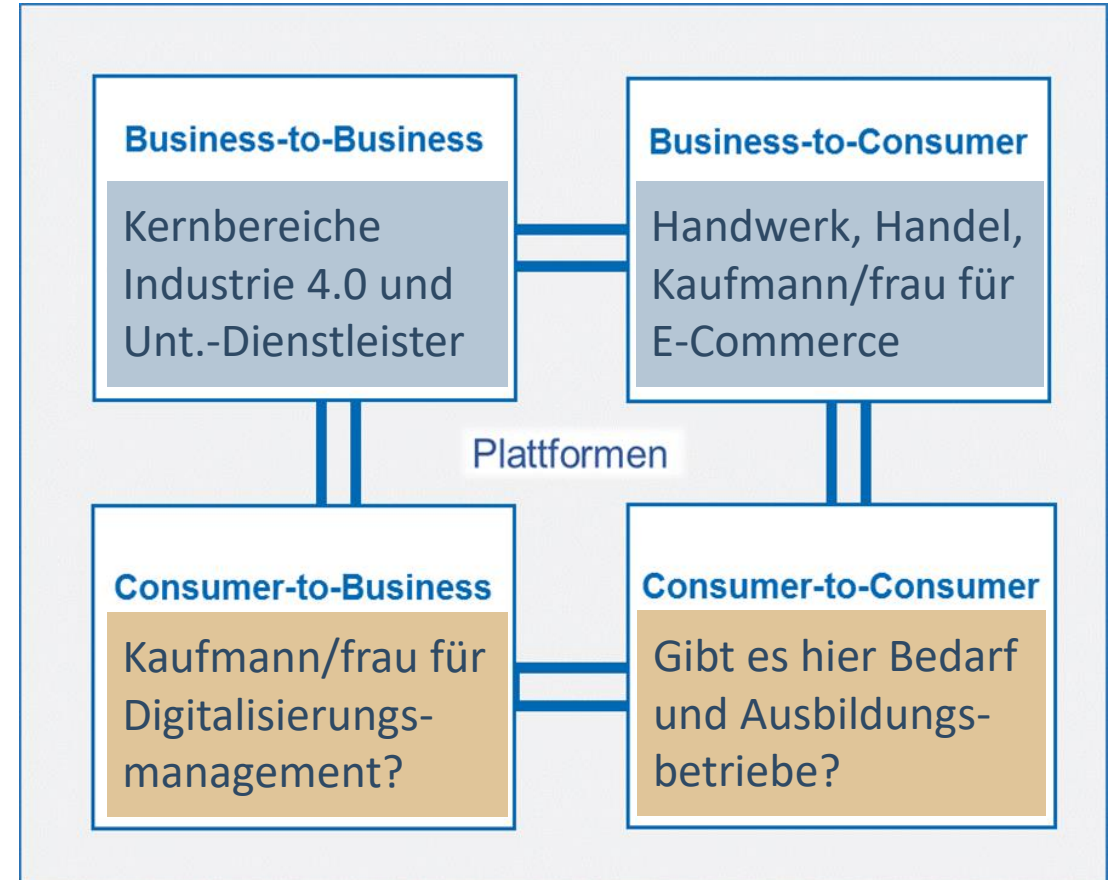 Business-to-Business
Kernbereiche
Industrie 4.0 und
Unt.-Dienstleister
Business-to-Consumer
Handwerk, Handel,
Kaufmann/frau für
E-Commerce
Plattformen
Consumer-to-Business
Kaufmann/frau für
Digitalisierungs-
management?
Consumer-to-Consumer
Gibt es hier Bedarf
und Ausbildungs-
betriebe?